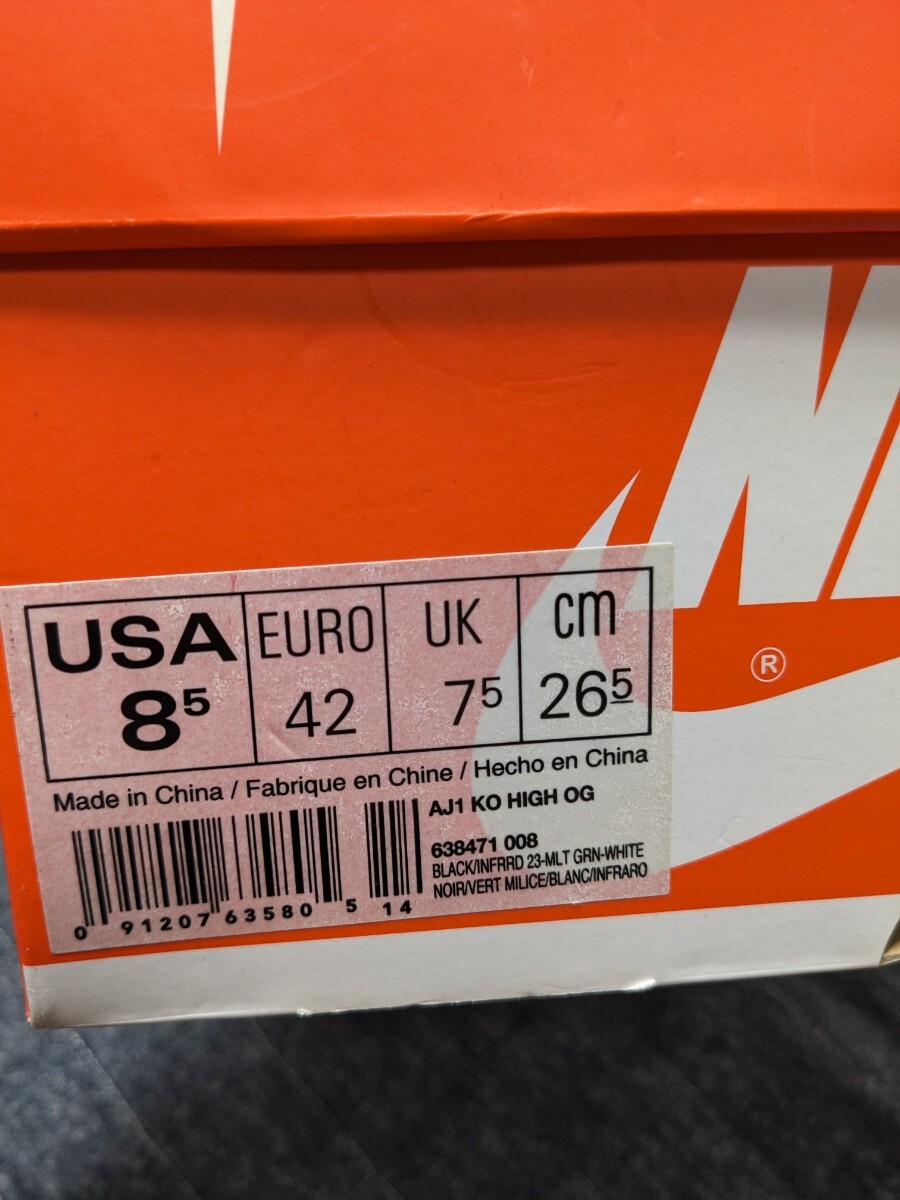 NI
®
USA EURO UK cm
8⁵ 42 7⁵ 26⁵
Made in China / Fabrique en Chine / Hecho en China
AJ1 KO HIGH OG
638471 008
BLACK/INFRRD 23-MLT GRN-WHITE
NOIR/VERT MILICE/BLANC/INFRARO
0 91207 63580 5 14